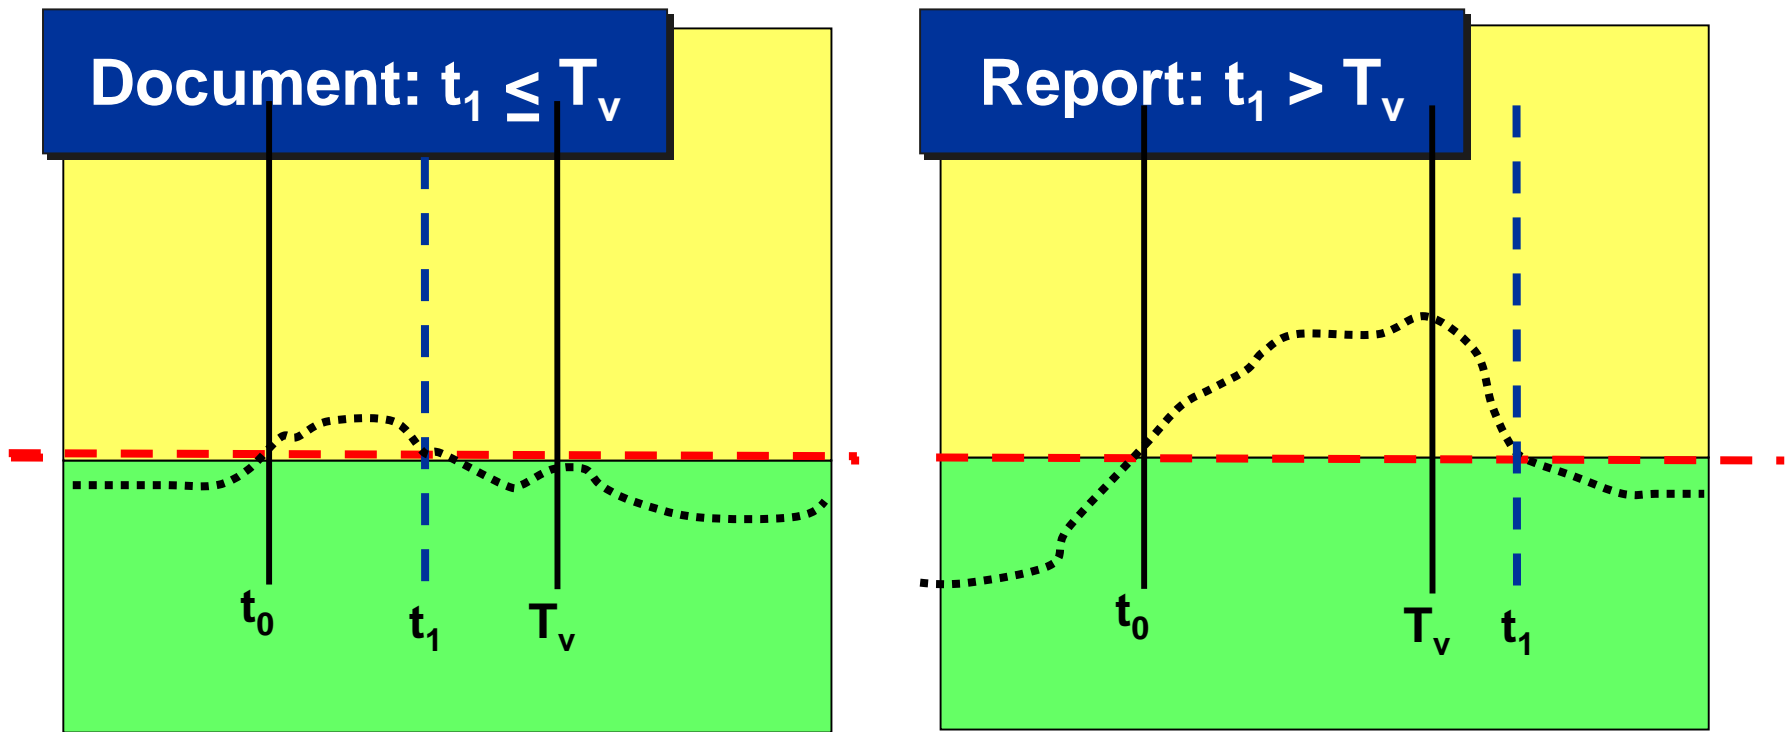 Document: t₁ ≤ Tᵥ
Report: t₁ > Tᵥ
t₀
t₁
Tᵥ
t₀
Tᵥ
t₁